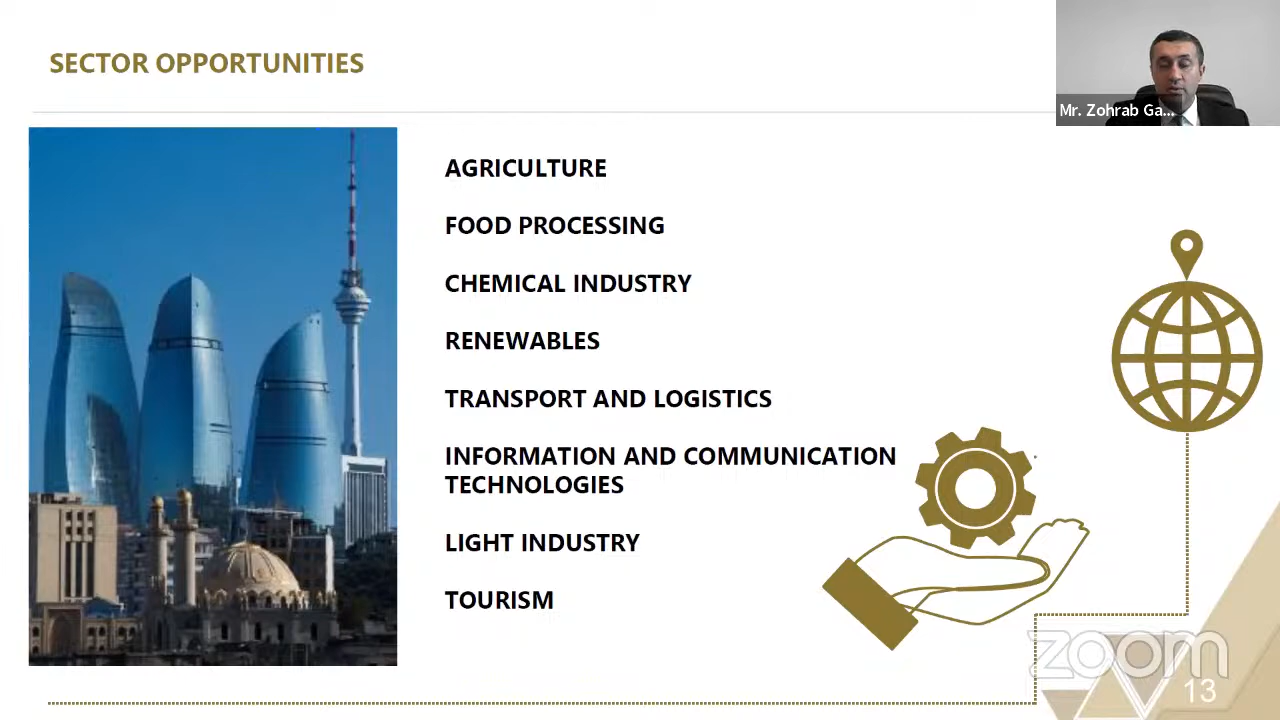 SECTOR OPPORTUNITIES
Mr. Zohrab Ga...
AGRICULTURE
FOOD PROCESSING
CHEMICAL INDUSTRY
RENEWABLES
TRANSPORT AND LOGISTICS
INFORMATION AND COMMUNICATION
TECHNOLOGIES
LIGHT INDUSTRY
TOURISM
zoom
13